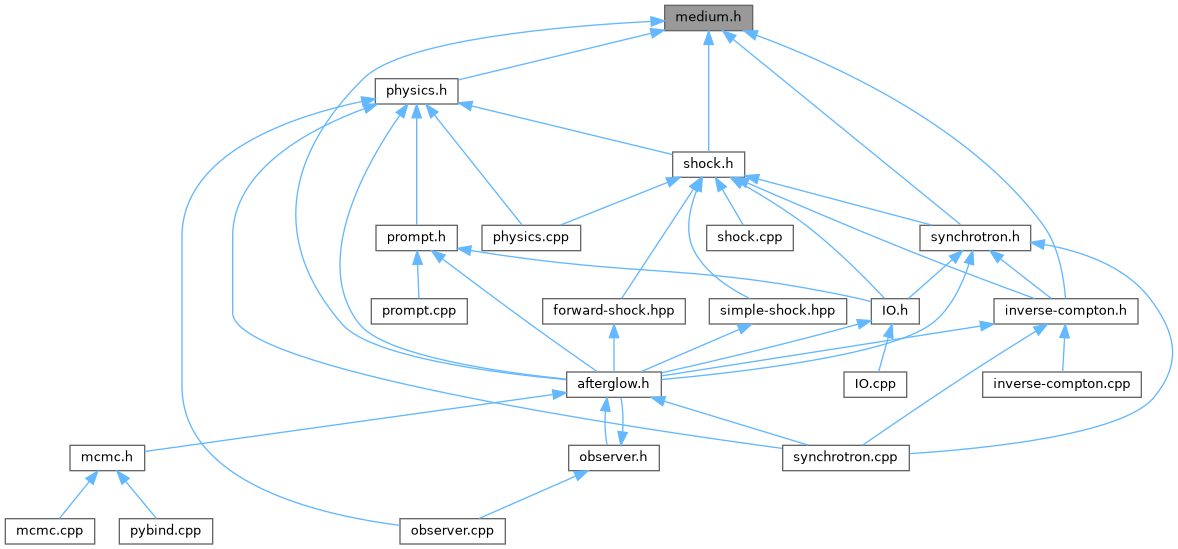 medium.h
physics.h
shock.h
prompt.h
physics.cpp
shock.cpp
synchrotron.h
prompt.cpp
forward-shock.hpp
simple-shock.hpp
IO.h
inverse-compton.h
afterglow.h
IO.cpp
inverse-compton.cpp
mcmc.h
observer.h
synchrotron.cpp
mcmc.cpp
pybind.cpp
observer.cpp